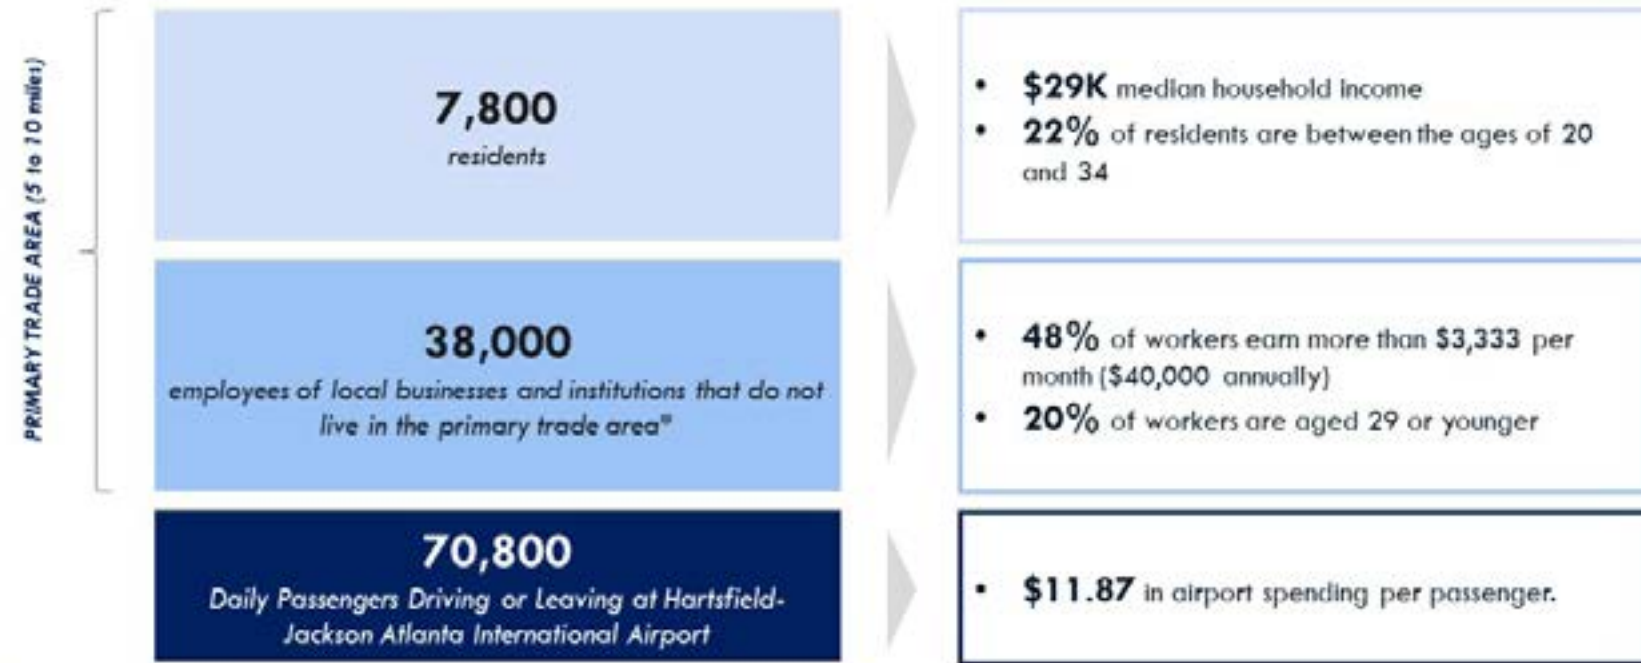 PRIMARY TRADE AREA (5 to 10 miles)
7,800
residents
• $29K median household income
• 22% of residents are between the ages of 20
and 34
38,000
employees of local businesses and institutions that do not
live in the primary trade area*
• 48% of workers earn more than $3,333 per
month ($40,000 annually)
• 20% of workers are aged 29 or younger
70,800
Daily Passengers Driving or Leaving at Hartsfield-
Jackson Atlanta International Airport
• $11.87 in airport spending per passenger.